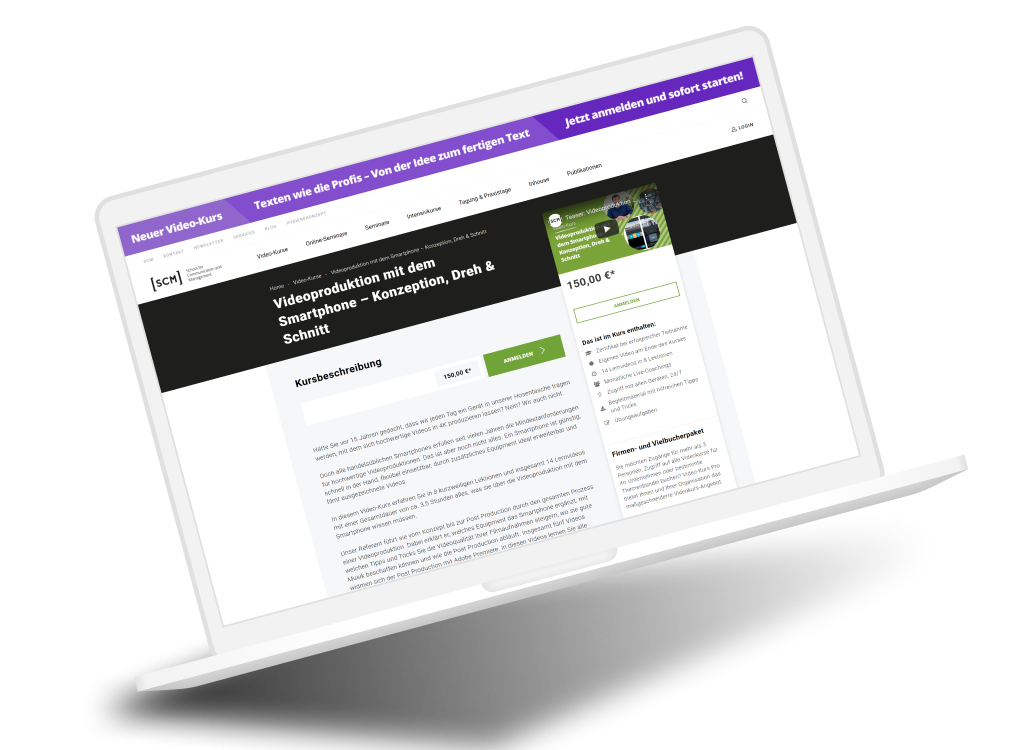 Neuer Video-Kurs
Texten wie die Profis – Von der Idee zum fertigen Text
Jetzt anmelden und sofort starten!
SCM
KONTAKT
NEWSLETTER
SERVICES
BLOG
HYGIENEKONZEPT
LOGIN
[SCM]
School for
Communication and
Management
Video-Kurse
Online-Seminare
Seminare
Intensivkurse
Tagung & Praxistage
Inhouse
Publikationen
Home
Video-Kurse
Videoproduktion mit dem Smartphone – Konzeption, Dreh & Schnitt
Videoproduktion mit dem
Smartphone – Konzeption, Dreh &
Schnitt
SCM
Teaser: Videoproduktion
Videoproduktion
dem Smartphone
Konzeption, Dreh &
Schnitt
150,00 €*
ANMELDEN
Das ist im Kurs enthalten:
Zertifikat bei erfolgreicher Teilnahme
Eigenes Video am Ende des Kurses
14 Lernvideos in 8 Lektionen
Monatliche Live-Coachings
Zugriff mit allen Geräten, 24/7
Begleitmaterial mit hilfreichen Tipps
und Tricks
Übungsaufgaben
Firmen- und Vielbucherpaket
Sie möchten Zugänge für mehr als 3
Personen, Zugriff auf alle Videokurse für
Ihr Unternehmen oder bestimmte
Themenbündel buchen? Video-Kurs Pro
bietet Ihnen und Ihrer Organisation das
maßgeschneiderte Videokurs-Angebot.
Kursbeschreibung
150,00 €*
ANMELDEN
Hätte Sie vor 15 Jahren gedacht, dass wir jeden Tag ein Gerät in unserer Hosentasche tragen
werden, mit dem sich hochwertige Videos in 4K produzieren lassen? Nein? Wir auch nicht.
Doch alle handelsüblichen Smartphones erfüllen seit vielen Jahren die Mindestanforderungen
für hochwertige Videoproduktionen. Das ist aber noch nicht alles. Ein Smartphone ist günstig,
schnell in der Hand, flexibel einsetzbar, durch zusätzliches Equipment ideal erweiterbar und
filmt ausgezeichnete Videos.
In diesem Video-Kurs erfahren Sie in 8 kurzweiligen Lektionen und insgesamt 14 Lernvideos
mit einer Gesamtdauer von ca. 3,5 Stunden alles, was sie über die Videoproduktion mit dem
Smartphone wissen müssen.
Unser Referent führt sie vom Konzept bis zur Post Production durch den gesamten Prozess
einer Videoproduktion. Dabei erklärt er, welches Equipment das Smartphone ergänzt, mit
welchen Tipps und Tricks Sie die Videoqualität Ihrer Filmaufnahmen steigern, wo sie gute
Musik beschaffen können und wie die Post Production abläuft. Insgesamt fünf Videos
widmen sich der Post Production mit Adobe Premiere. In diesen Videos lernen Sie alle